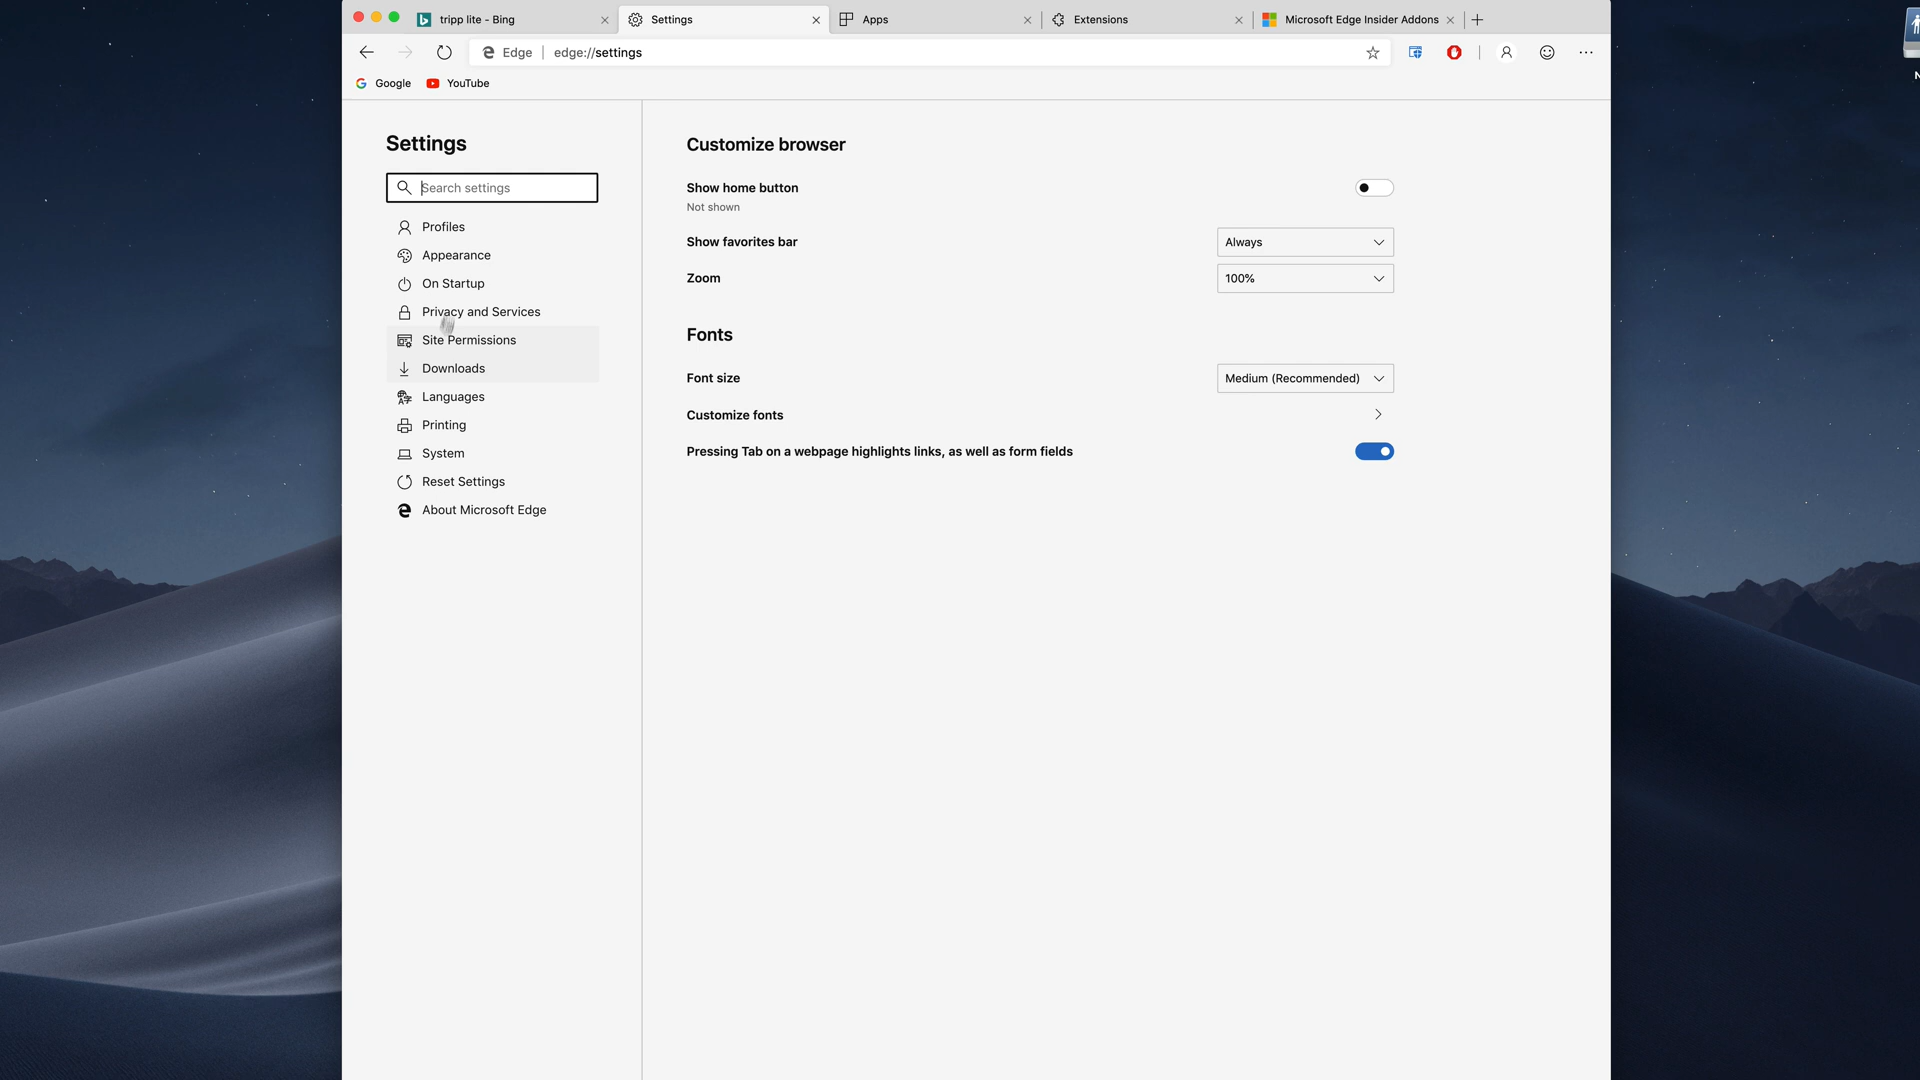 tripp lite - Bing
Settings
Apps
Extensions
Microsoft Edge Insider Addons
Edge
edge://settings
Google
YouTube
Settings
Search settings
Profiles
Appearance
On Startup
Privacy and Services
Site Permissions
Downloads
Languages
Printing
System
Reset Settings
About Microsoft Edge
Customize browser
Show home button
Not shown
Show favorites bar
Always
Zoom
100%
Fonts
Font size
Medium (Recommended)
Customize fonts
Pressing Tab on a webpage highlights links, as well as form fields